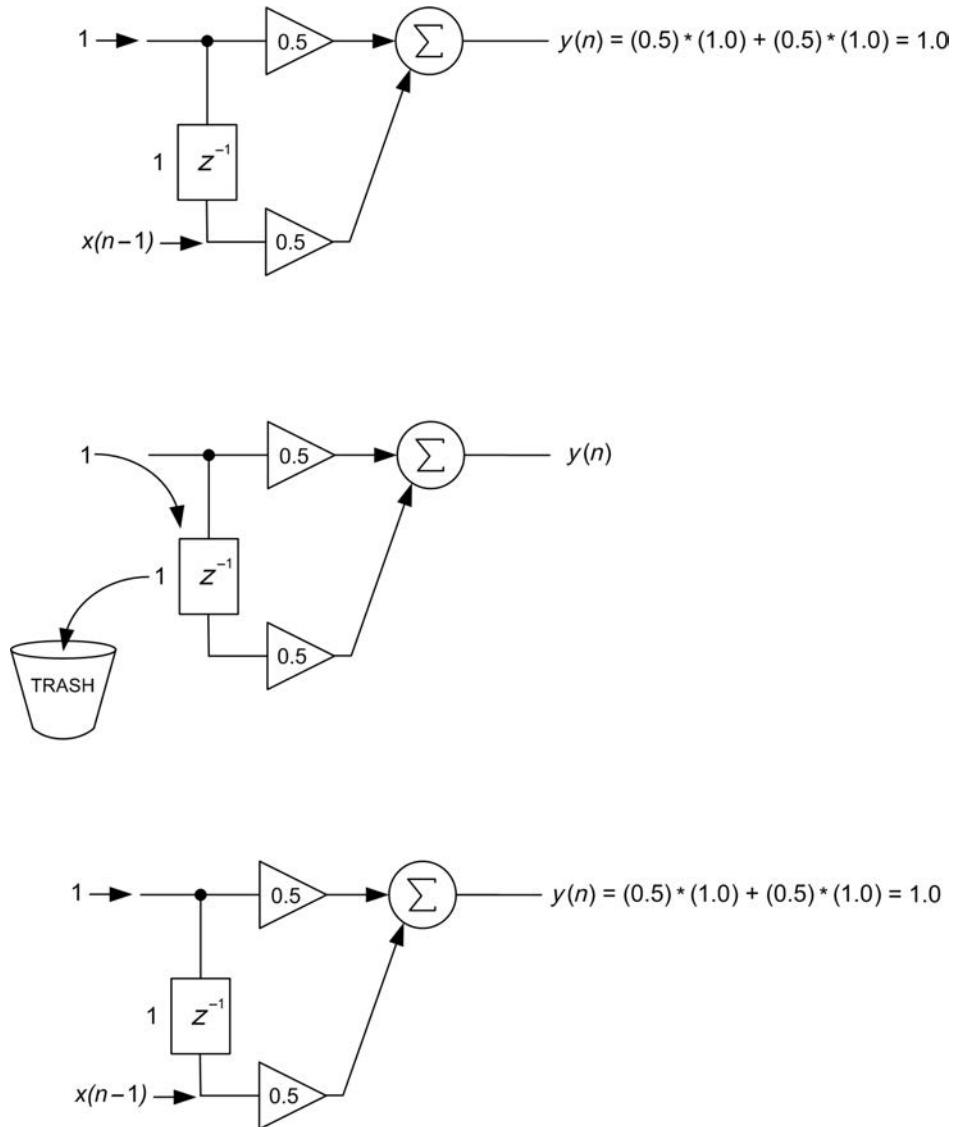 1
0.5
Σ
y(n) = (0.5) * (1.0) + (0.5) * (1.0) = 1.0
1
z⁻¹
x(n−1)
0.5
1
0.5
Σ
y(n)
1
z⁻¹
0.5
TRASH
1
0.5
Σ
y(n) = (0.5) * (1.0) + (0.5) * (1.0) = 1.0
1
z⁻¹
x(n−1)
0.5